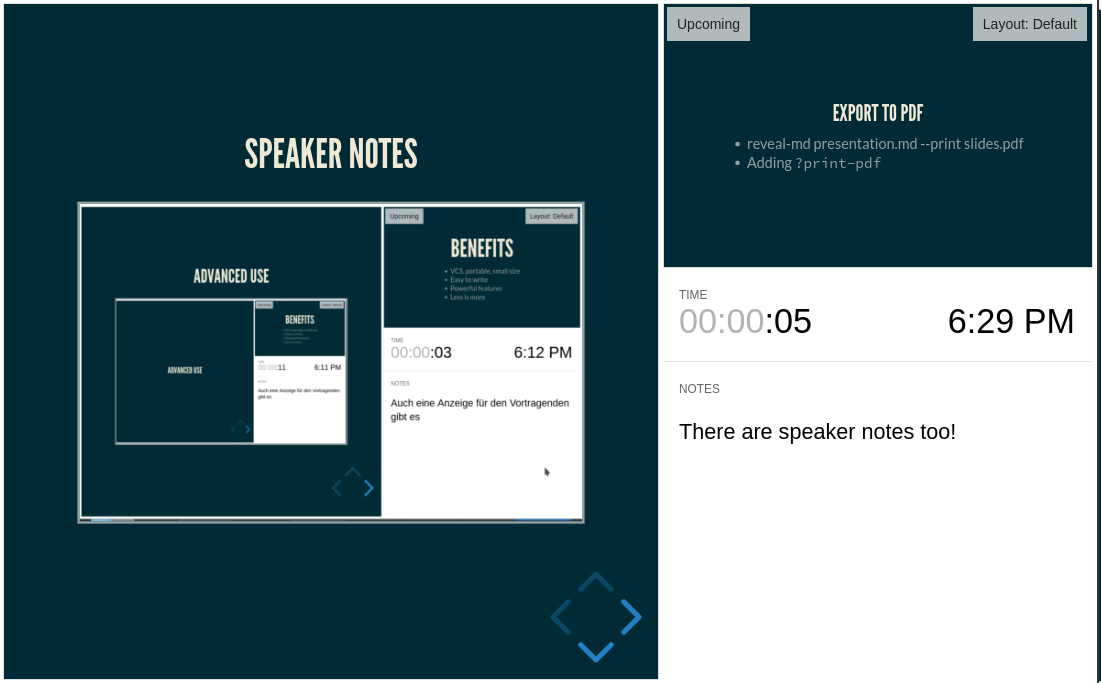 SPEAKER NOTES
ADVANCED USE
ADVANCED USE
Upcoming
Layout: Default
BENEFITS
TIME
00:00:11 6:11 PM
NOTES
Auch eine Anzeige für den Vortragenden
gibt es
Upcoming
Layout: Default
BENEFITS
• VCS, portable, small size
• Easy to write
• Powerful features
• Less is more
TIME
00:00:03 6:12 PM
NOTES
Auch eine Anzeige für den Vortragenden
gibt es
Upcoming
Layout: Default
EXPORT TO PDF
• reveal-md presentation.md --print slides.pdf
• Adding ?print-pdf
TIME
00:00:05 6:29 PM
NOTES
There are speaker notes too!